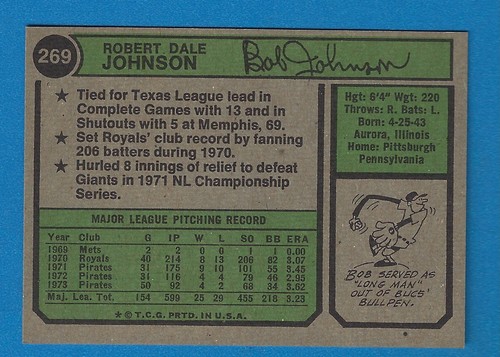 269
ROBERT DALE
JOHNSON
Bob Johnson
★ Tied for Texas League lead in
Complete Games with 13 and in
Shutouts with 5 at Memphis, 69.
★ Set Royals' club record by fanning
206 batters during 1970.
★ Hurled 8 innings of relief to defeat
Giants in 1971 NL Championship
Series.
Hgt: 6'4" Wgt: 220
Throws: R. Bats: L.
Born: 4-25-43
Aurora, Illinois
Home: Pittsburgh
Pennsylvania
MAJOR LEAGUE PITCHING RECORD
Year Club G IP W L SO BB ERA
1969 Mets 2 2 0 0 1 1 0.00
1970 Royals 40 214 8 13 206 82 3.07
1971 Pirates 31 175 9 10 101 55 3.45
1972 Pirates 31 116 4 4 79 46 2.95
1973 Pirates 50 92 4 2 68 34 3.62
Maj. Lea. Tot. 154 599 25 29 455 218 3.23
★ © T.C.G. PRTD. IN U.S.A.
BOB SERVED AS
"LONG MAN"
OUT OF BUCS'
BULLPEN.